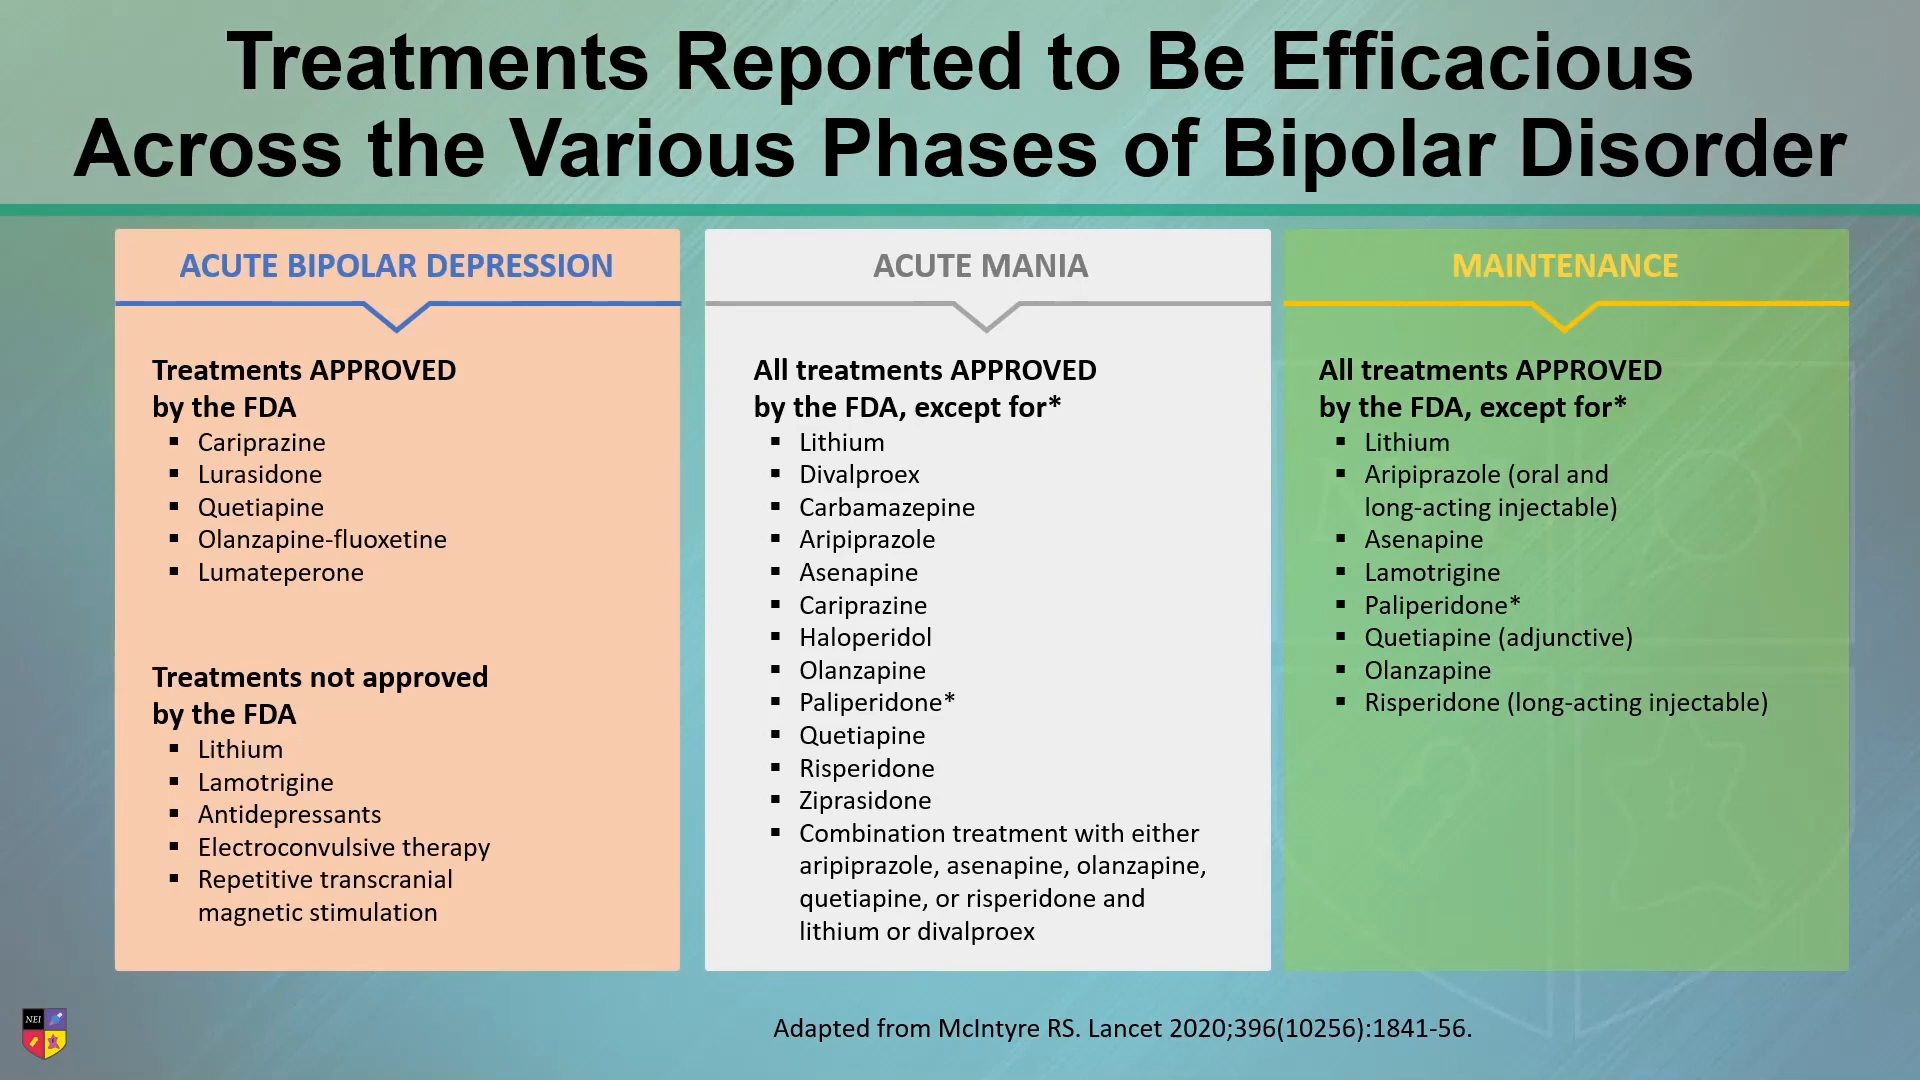 Treatments Reported to Be Efficacious
Across the Various Phases of Bipolar Disorder
ACUTE BIPOLAR DEPRESSION
Treatments APPROVED
by the FDA
▪ Cariprazine
▪ Lurasidone
▪ Quetiapine
▪ Olanzapine-fluoxetine
▪ Lumateperone
Treatments not approved
by the FDA
▪ Lithium
▪ Lamotrigine
▪ Antidepressants
▪ Electroconvulsive therapy
▪ Repetitive transcranial
magnetic stimulation
ACUTE MANIA
All treatments APPROVED
by the FDA, except for*
▪ Lithium
▪ Divalproex
▪ Carbamazepine
▪ Aripiprazole
▪ Asenapine
▪ Cariprazine
▪ Haloperidol
▪ Olanzapine
▪ Paliperidone*
▪ Quetiapine
▪ Risperidone
▪ Ziprasidone
▪ Combination treatment with either
aripiprazole, asenapine, olanzapine,
quetiapine, or risperidone and
lithium or divalproex
MAINTENANCE
All treatments APPROVED
by the FDA, except for*
▪ Lithium
▪ Aripiprazole (oral and
long-acting injectable)
▪ Asenapine
▪ Lamotrigine
▪ Paliperidone*
▪ Quetiapine (adjunctive)
▪ Olanzapine
▪ Risperidone (long-acting injectable)
NEI
Adapted from McIntyre RS. Lancet 2020;396(10256):1841-56.